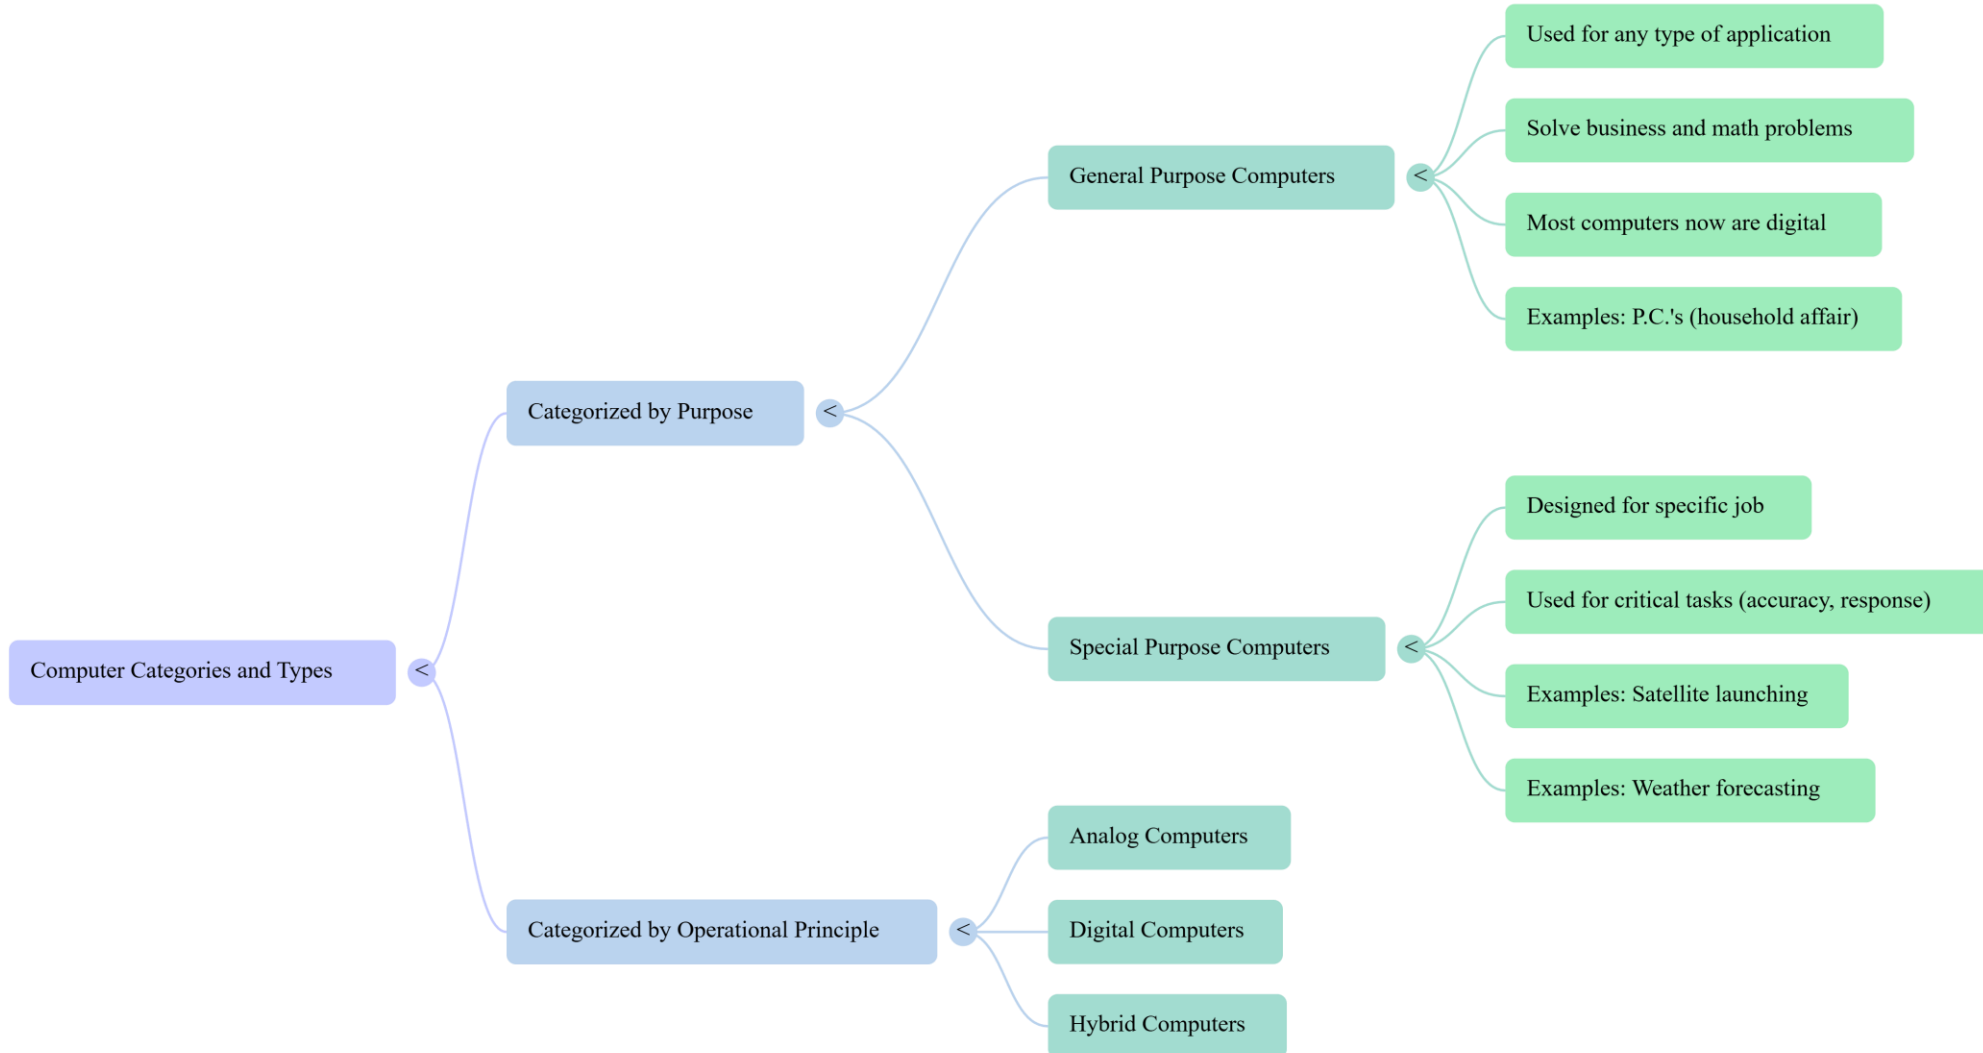 Computer Categories and Types
<
Categorized by Purpose
<
General Purpose Computers
<
Used for any type of application
Solve business and math problems
Most computers now are digital
Examples: P.C.'s (household affair)
Special Purpose Computers
<
Designed for specific job
Used for critical tasks (accuracy, response)
Examples: Satellite launching
Examples: Weather forecasting
Categorized by Operational Principle
<
Analog Computers
Digital Computers
Hybrid Computers